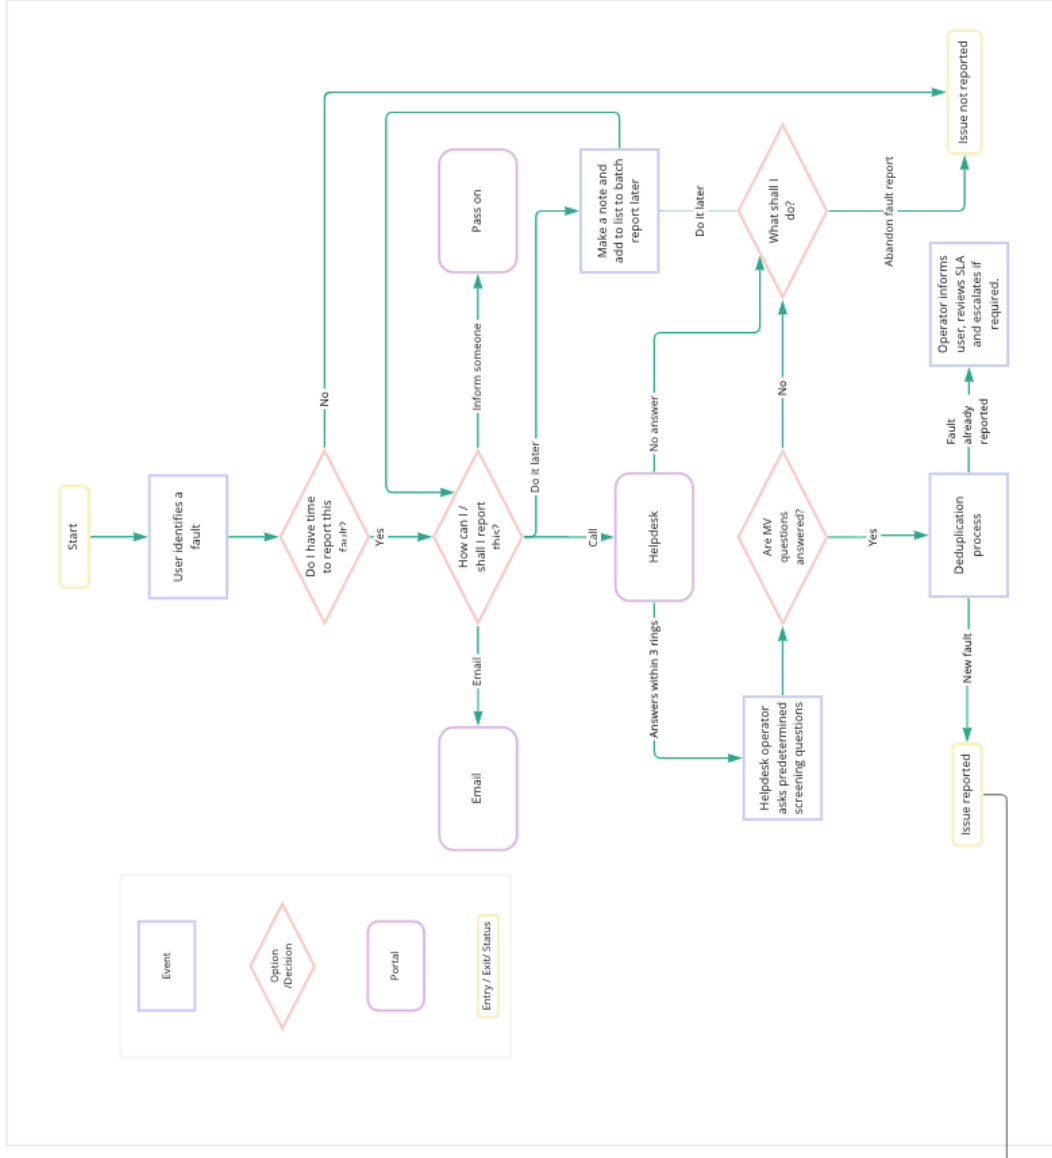 Start
User identifies a
fault
Do I have time
to report this
fault?
No
Yes
How can I /
shall I report
this?
Inform someone
Pass on
Email
Email
Do it later
Make a note and
add to list to batch
report later
Call
Helpdesk
No answer
Answers within 3 rings
Helpdesk operator
asks predetermined
screening questions
Are MV
questions
answered?
No
Yes
What shall I
do?
Do it later
Abandon fault report
Issue not reported
Deduplication
process
Fault
already
reported
Operator informs
user, reviews SLA
and escalates if
required.
New fault
Issue reported
Event
Option
/Decision
Portal
Entry / Exit/ Status